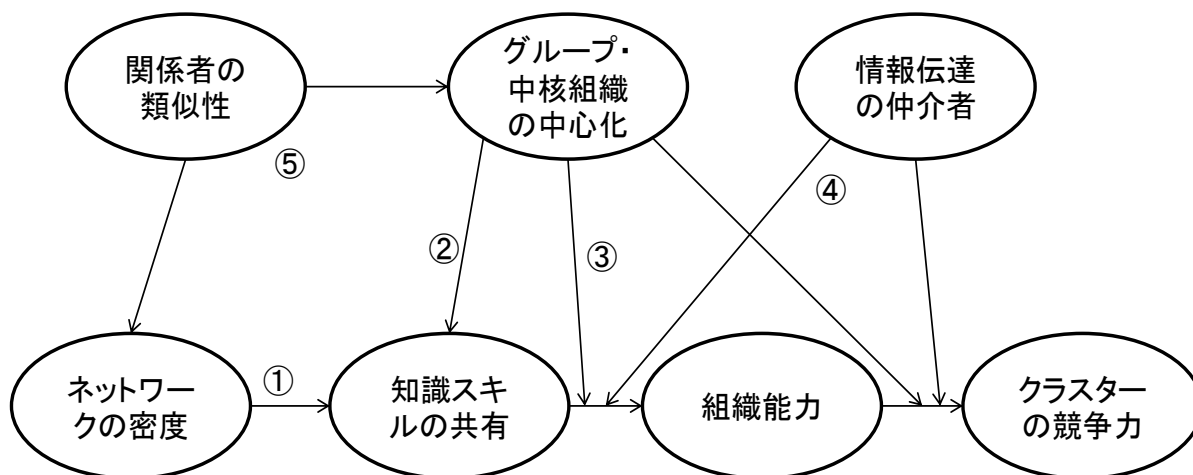 関係者の
類似性
グループ・
中核組織
の中心化
情報伝達
の仲介者
⑤
④
②
③
①
ネットワー
クの密度
知識スキ
ルの共有
組織能力
クラスター
の競争力